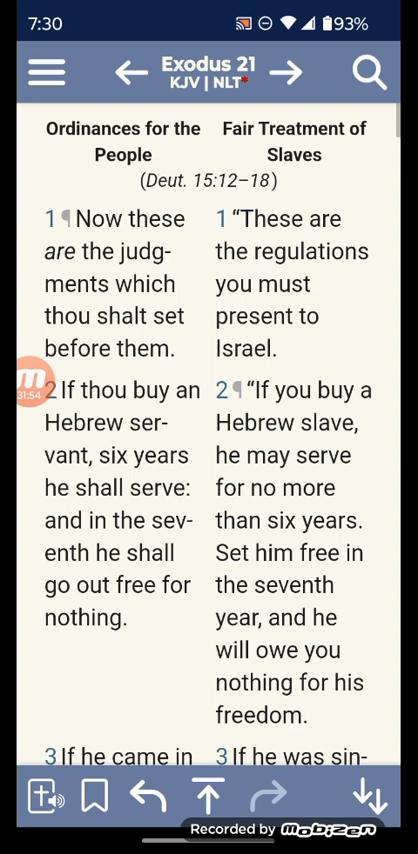 7:30
93%
Exodus 21
KJV | NLT*
Ordinances for the
People
Fair Treatment of
Slaves
(Deut. 15:12–18)
1 ¶ Now these
are the judg-
ments which
thou shalt set
before them.
1 “These are
the regulations
you must
present to
Israel.
m
31:54
2 If thou buy an
Hebrew ser-
vant, six years
he shall serve:
and in the sev-
enth he shall
go out free for
nothing.
2 ¶ “If you buy a
Hebrew slave,
he may serve
for no more
than six years.
Set him free in
the seventh
year, and he
will owe you
nothing for his
freedom.
3 If he came in
3 If he was sin-
Recorded by mobizen